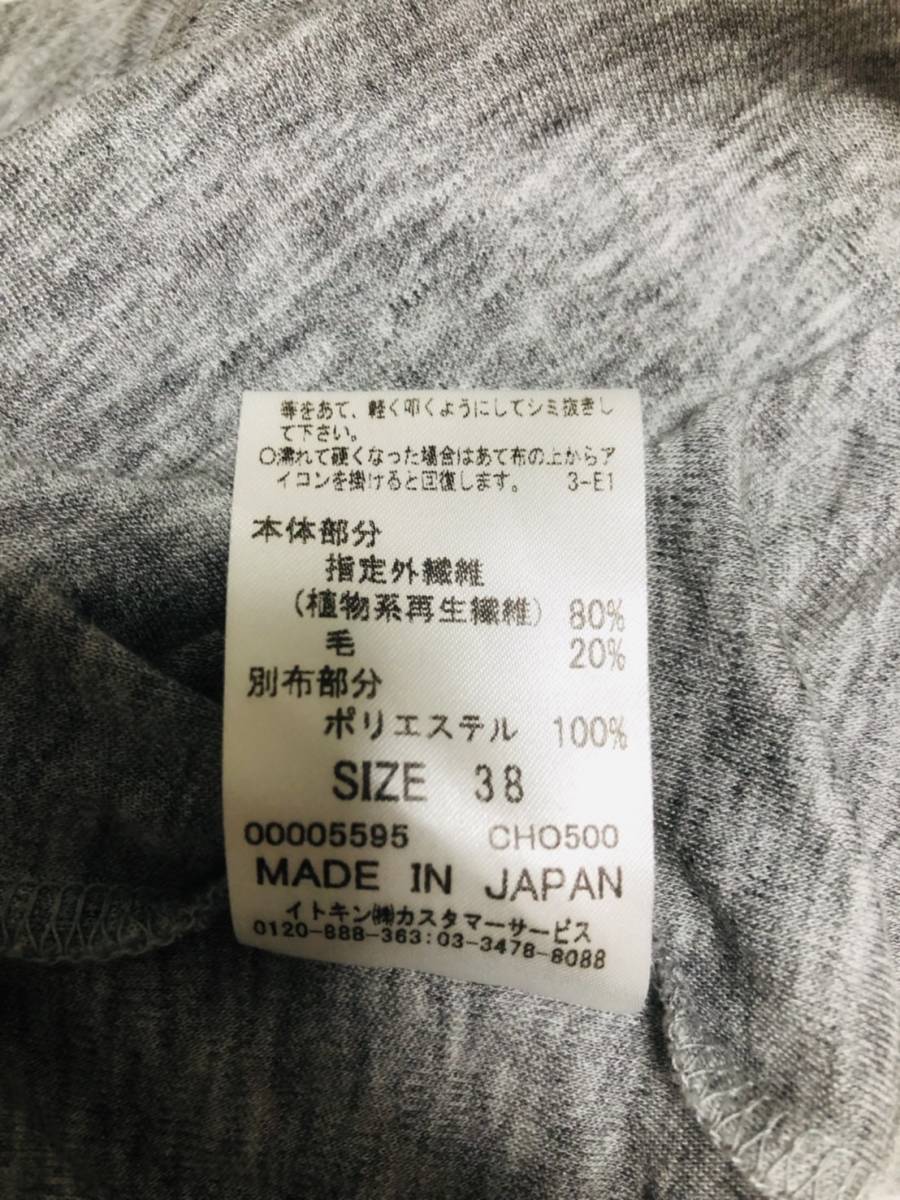 等をあて、軽く叩くようにしてシミ抜きし
て下さい。
○濡れて硬くなった場合はあて布の上からア
イロンを掛けると回復します。 3-E1
本体部分
指定外繊維
(植物系再生繊維) 80%
毛 20%
別布部分
ポリエステル 100%
SIZE 38
00005595 CHO500
MADE IN JAPAN
イトキン㈱カスタマーサービス
0120-888-363:03-3478-8088